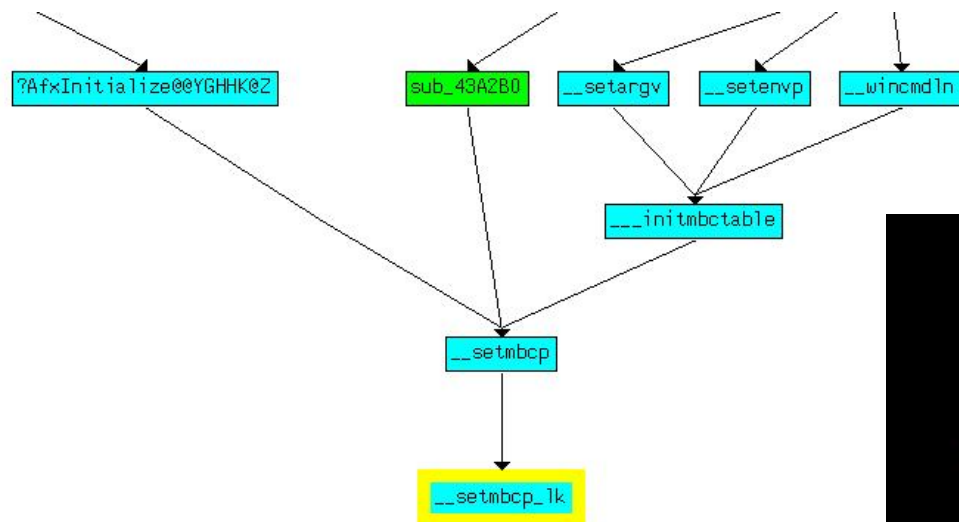 ?AfxInitialize@@YGHHK@Z
sub_43A2B0
__setargv
__setenvp
__wincmdln
___initmbctable
__setmbcp
__setmbcp_lk